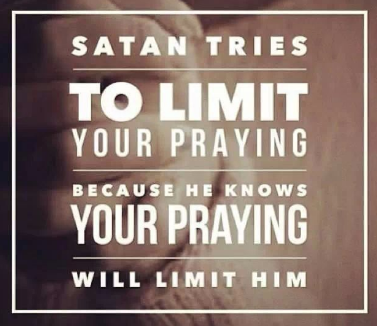 SATAN TRIES
TO LIMIT
YOUR PRAYING
BECAUSE HE KNOWS
YOUR PRAYING
WILL LIMIT HIM